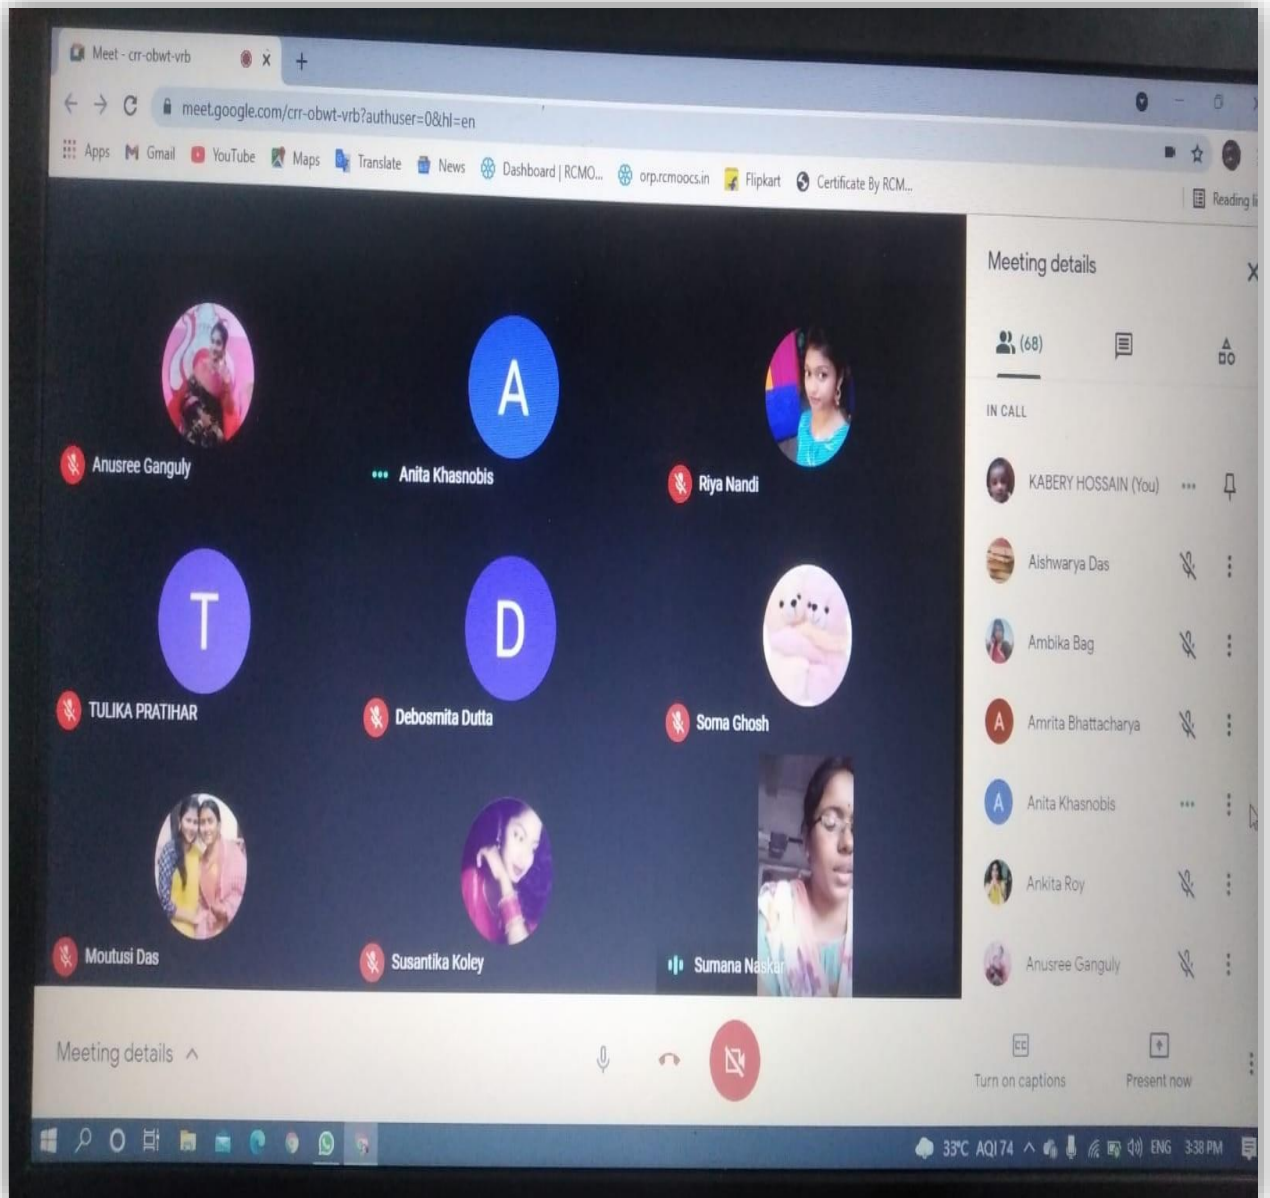 Meet - crr-obwt-vrb
meet.google.com/crr-obwt-vrb?authuser=0&hl=en
Apps Gmail YouTube Maps Translate News Dashboard | RCMO... orp.rcmoocs.in Flipkart Certificate By RCM...
Reading li
Meeting details
(68)
IN CALL
KABERY HOSSAIN (You)
Aishwarya Das
Ambika Bag
A Amrita Bhattacharya
A Anita Khasnobis
Ankita Roy
Anusree Ganguly
A
Anusree Ganguly
Anita Khasnobis
Riya Nandi
T
D
TULIKA PRATIHAR
Debosmita Dutta
Soma Ghosh
Moutusi Das
Susantika Koley
Sumana Naskar
Meeting details
CC
Turn on captions
Present now
33°C AQI 74 ENG 3:38 PM